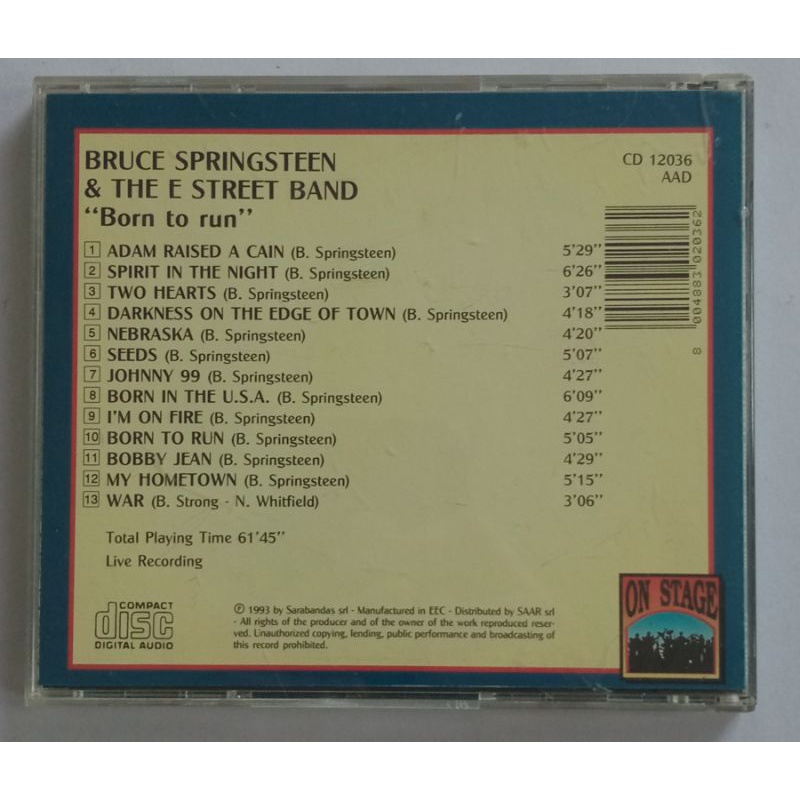 BRUCE SPRINGSTEEN
& THE E STREET BAND
"Born to run"
CD 12036
AAD
1 ADAM RAISED A CAIN (B. Springsteen) 5'29"
2 SPIRIT IN THE NIGHT (B. Springsteen) 6'26"
3 TWO HEARTS (B. Springsteen) 3'07"
4 DARKNESS ON THE EDGE OF TOWN (B. Springsteen) 4'18"
5 NEBRASKA (B. Springsteen) 4'20"
6 SEEDS (B. Springsteen) 5'07"
7 JOHNNY 99 (B. Springsteen) 4'27"
8 BORN IN THE U.S.A. (B. Springsteen) 6'09"
9 I'M ON FIRE (B. Springsteen) 4'27"
10 BORN TO RUN (B. Springsteen) 5'05"
11 BOBBY JEAN (B. Springsteen) 4'29"
12 MY HOMETOWN (B. Springsteen) 5'15"
13 WAR (B. Strong - N. Whitfield) 3'06"
8 004883 020362
Total Playing Time 61'45"
Live Recording
COMPACT
disc
DIGITAL AUDIO
℗ 1993 by Sarabandas srl - Manufactured in EEC - Distributed by SAAR srl
- All rights of the producer and of the owner of the work reproduced reser-
ved. Unauthorized copying, lending, public performance and broadcasting of
this record prohibited.
ON STAGE